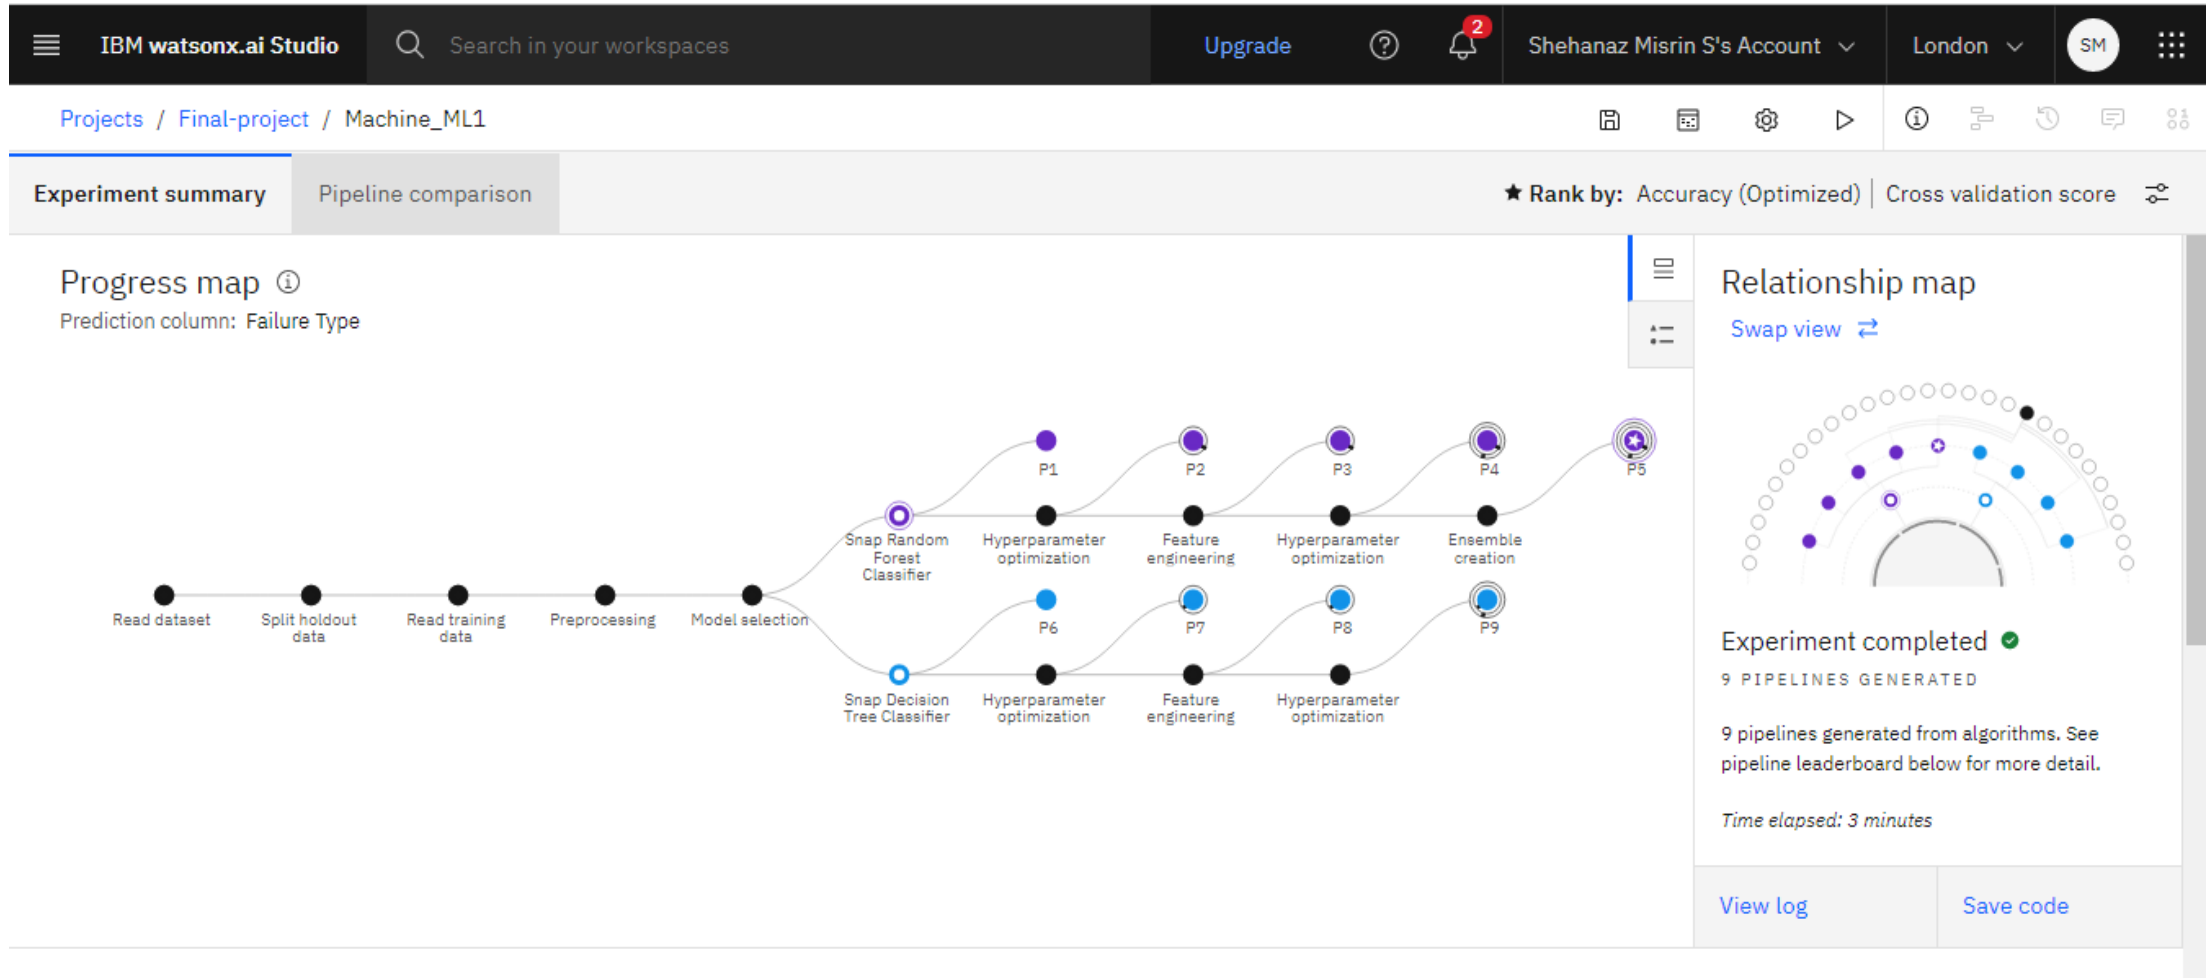 IBM watsonx.ai Studio
Search in your workspaces
Upgrade
2
Shehanaz Misrin S's Account
London
SM
Projects / Final-project / Machine_ML1
Experiment summary
Pipeline comparison
Rank by: Accuracy (Optimized) | Cross validation score
Progress map
Prediction column: Failure Type
P1
P2
P3
P4
P5
Snap Random
Forest
Classifier
Hyperparameter
optimization
Feature
engineering
Hyperparameter
optimization
Ensemble
creation
Read dataset
Split holdout
data
Read training
data
Preprocessing
Model selection
P6
P7
P8
P9
Snap Decision
Tree Classifier
Hyperparameter
optimization
Feature
engineering
Hyperparameter
optimization
Relationship map
Swap view
Experiment completed
9 PIPELINES GENERATED
9 pipelines generated from algorithms. See
pipeline leaderboard below for more detail.
Time elapsed: 3 minutes
View log
Save code